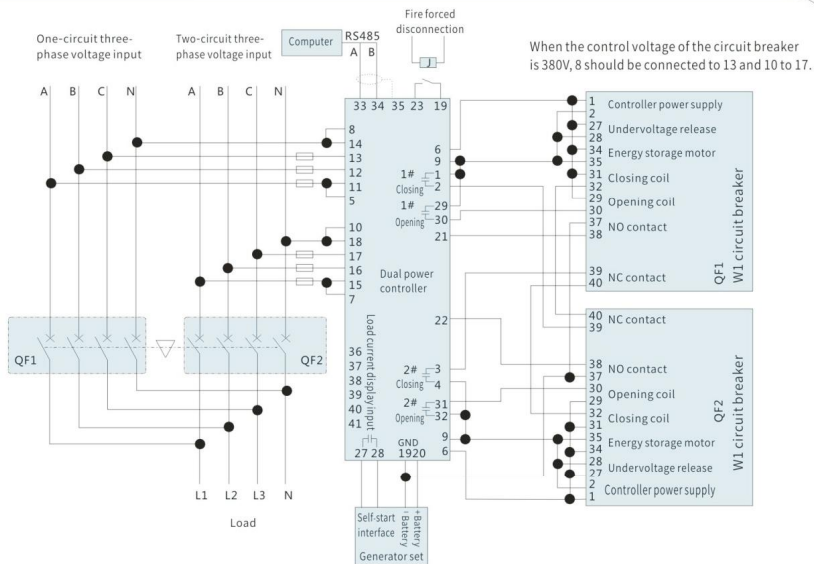 One-circuit three-
phase voltage input
Two-circuit three-
phase voltage input
Computer
RS485
A B
Fire forced
disconnection
J
When the control voltage of the circuit breaker
is 380V, 8 should be connected to 13 and 10 to 17.
A B C N
A B C N
33 34 35 23 19
8
14
13
12
11
5
10
18
17
16
15
7
6
9
1# 1
Closing 2
1# 29
Opening 30
21
Dual power
controller
22
Load current display input
36
37
38
39
40
41
2# 3
Closing 4
2# 31
Opening 32
GND 9
27 28 19 20 6
Self-start
interface
-Battery
+Battery
Generator set
QF1
QF2
L1 L2 L3 N
Load
1 Controller power supply
2
27 Undervoltage release
28
34 Energy storage motor
35
31 Closing coil
32
29 Opening coil
30
37 NO contact
38
39 NC contact
40
QF1
W1 circuit breaker
40 NC contact
39
38 NO contact
37
30 Opening coil
29
32 Closing coil
31
35 Energy storage motor
34
28 Undervoltage release
27
2 Controller power supply
1
QF2
W1 circuit breaker